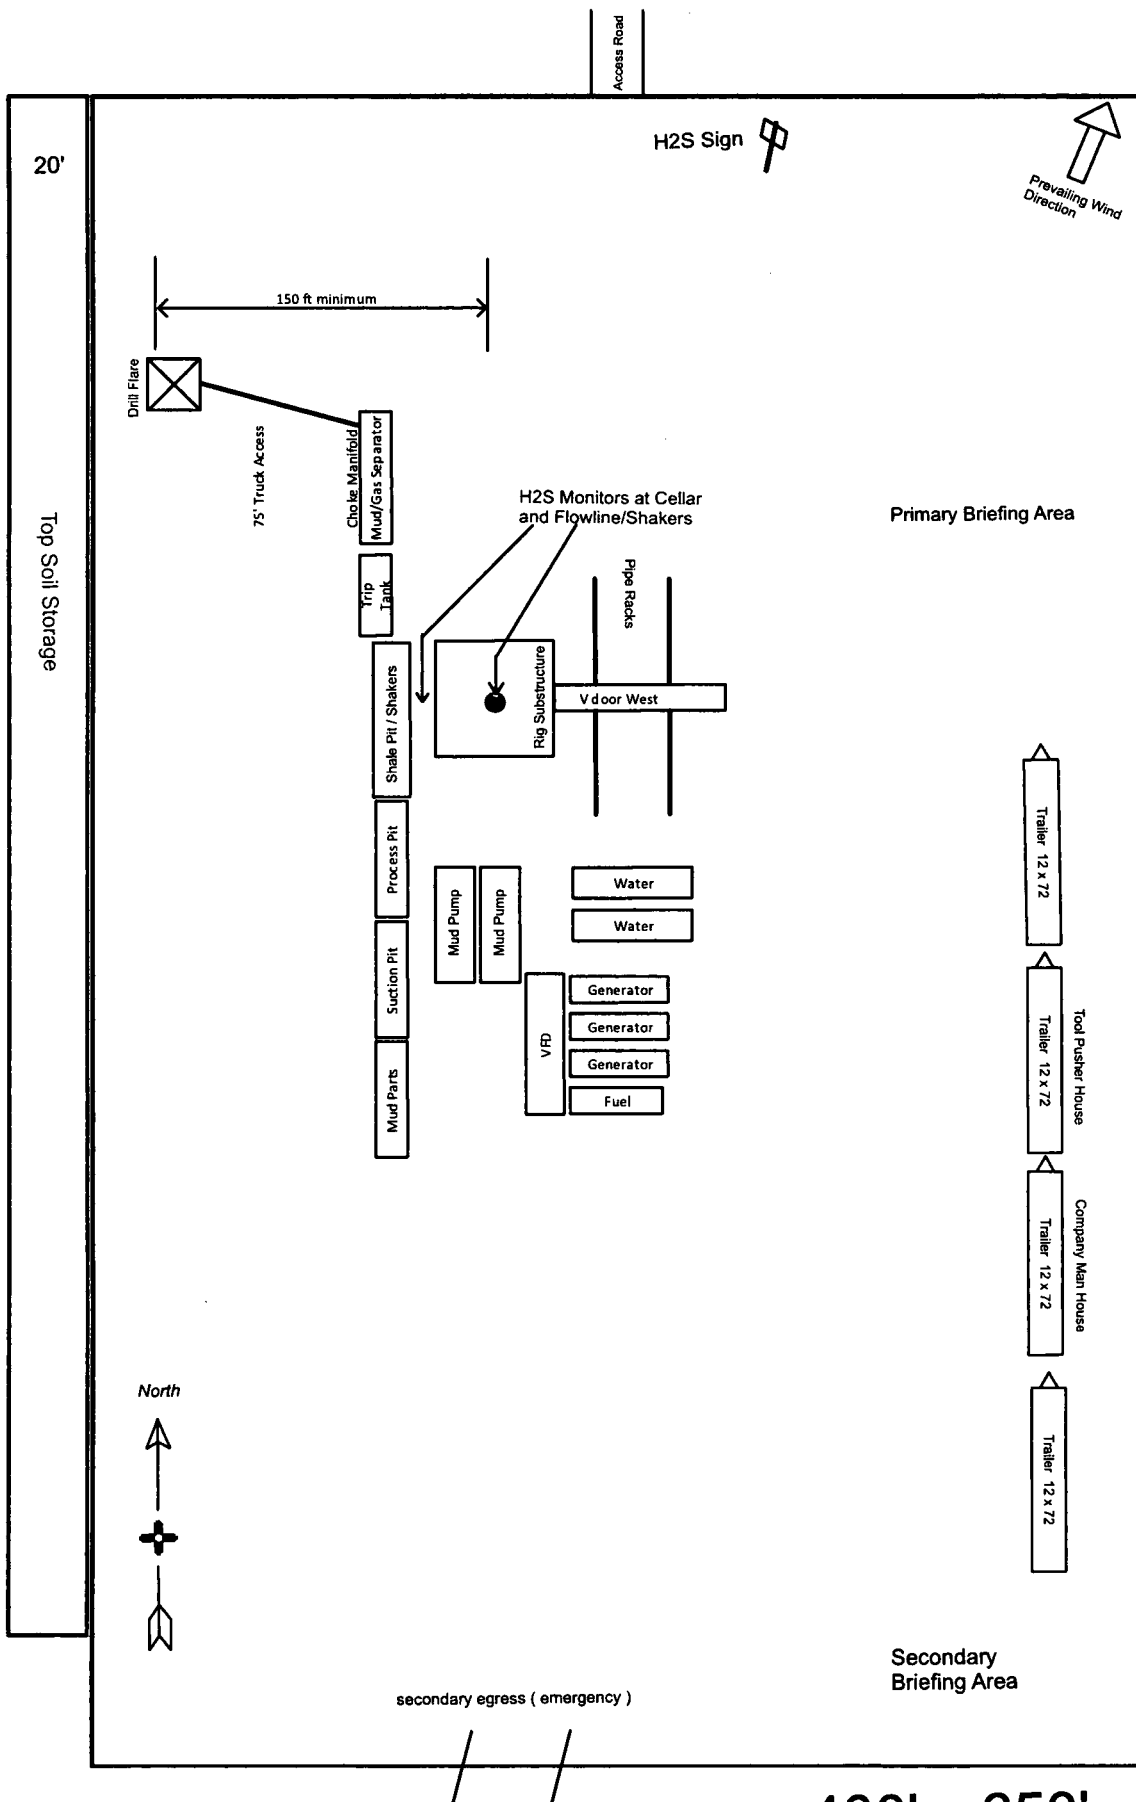 Access Road
20'
H2S Sign
Prevailing Wind
Direction
150 ft minimum
Drill Flare
75' Truck Access
Choke Manifold
Mud/Gas Separator
H2S Monitors at Cellar
and Flowline/Shakers
Primary Briefing Area
Top Soil Storage
Trip
Tank
Pipe Racks
Shale Pit / Shakers
Rig Substructure
V door West
Process Pit
Mud Pump
Mud Pump
Water
Water
Trailer 12 x 72
Suction Pit
VFD
Generator
Generator
Generator
Fuel
Trailer 12 x 72
Tool Pusher House
Mud Parts
Trailer 12 x 72
Company Man House
North
Trailer 12 x 72
Secondary
Briefing Area
secondary egress ( emergency )